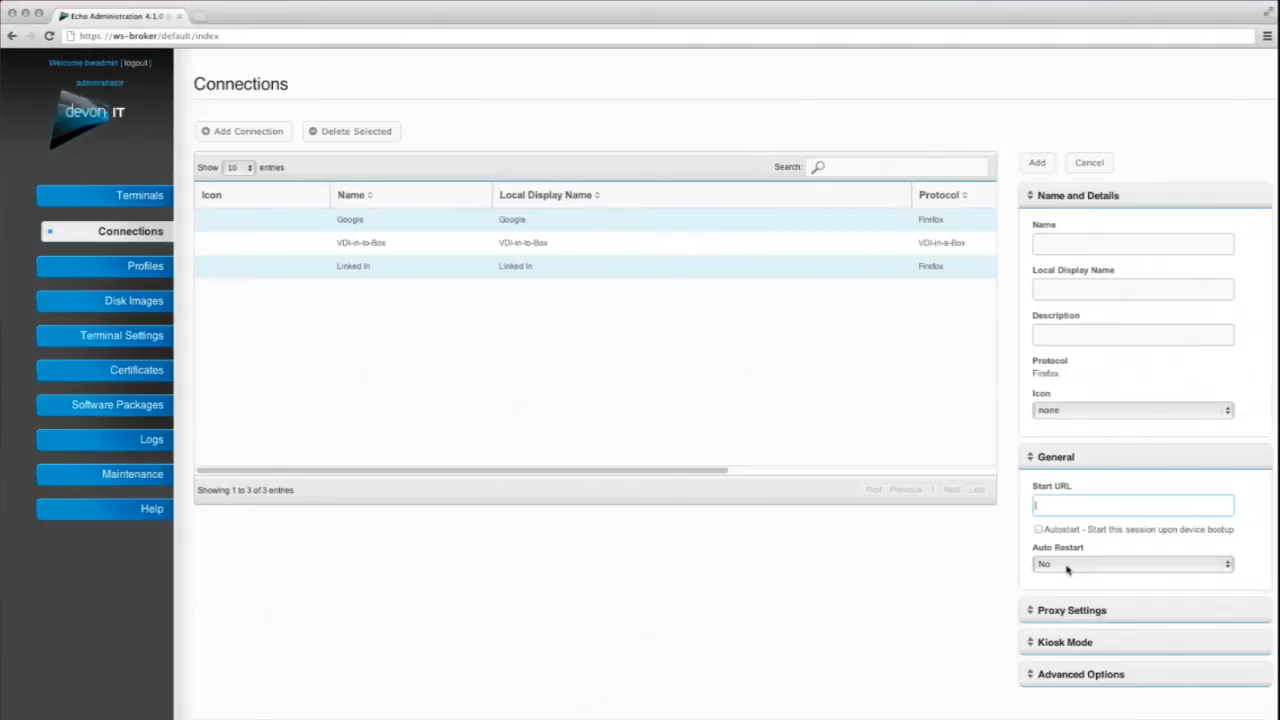 Echo Administration 4.1.0
https://ws-broker/default/index
Welcome bwadmin [ logout ]
administrator
devon IT
Terminals
Connections
Profiles
Disk Images
Terminal Settings
Certificates
Software Packages
Logs
Maintenance
Help
Connections
Add Connection
Delete Selected
Show 10 entries
Search:
Icon Name Local Display Name Protocol
Google Google Firefox
VDI-in-to-Box VDI-in-to-Box VDI-in-a-Box
Linked In Linked In Firefox
Showing 1 to 3 of 3 entries
First Previous 1 Next Last
Add Cancel
Name and Details
Name
Local Display Name
Description
Protocol
Firefox
Icon
none
General
Start URL
Autostart - Start this session upon device bootup
Auto Restart
No
Proxy Settings
Kiosk Mode
Advanced Options